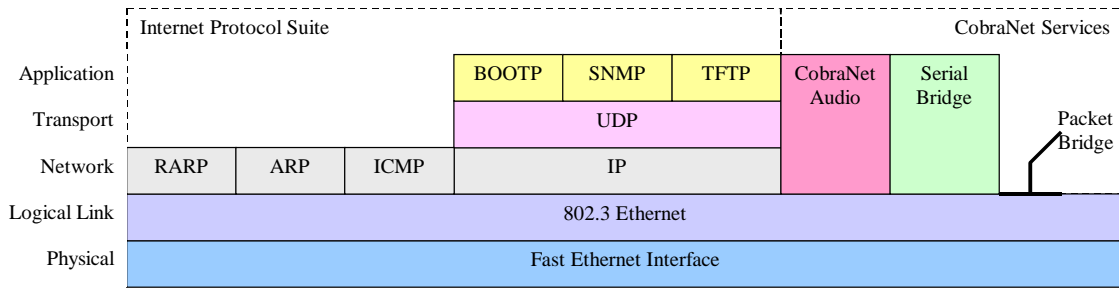 Internet Protocol Suite
CobraNet Services
Application
BOOTP
SNMP
TFTP
CobraNet
Audio
Serial
Bridge
Transport
UDP
Packet
Bridge
Network
RARP
ARP
ICMP
IP
Logical Link
802.3 Ethernet
Physical
Fast Ethernet Interface